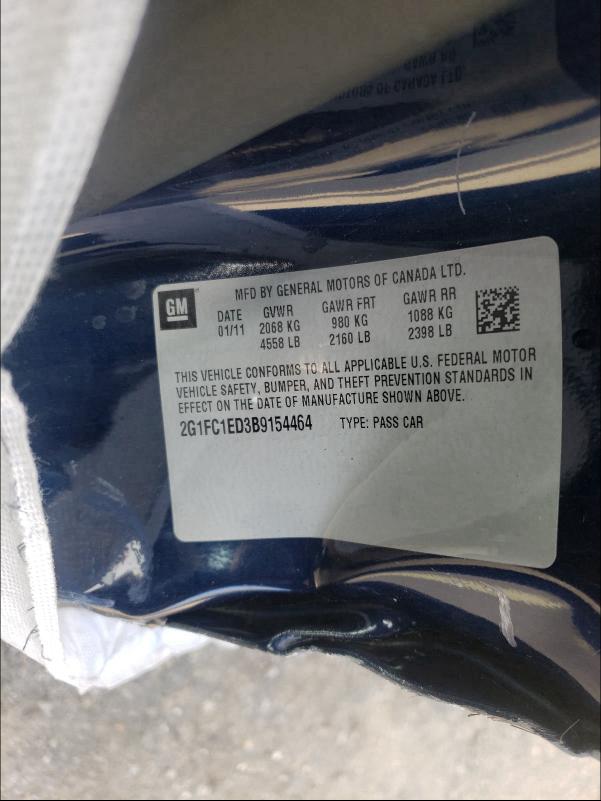 GM
MFD BY GENERAL MOTORS OF CANADA LTD.
DATE GVWR GAWR FRT GAWR RR
01/11 2068 KG 980 KG 1088 KG
4558 LB 2160 LB 2398 LB
THIS VEHICLE CONFORMS TO ALL APPLICABLE U.S. FEDERAL MOTOR
VEHICLE SAFETY, BUMPER, AND THEFT PREVENTION STANDARDS IN
EFFECT ON THE DATE OF MANUFACTURE SHOWN ABOVE.
2G1FC1ED3B9154464 TYPE: PASS CAR